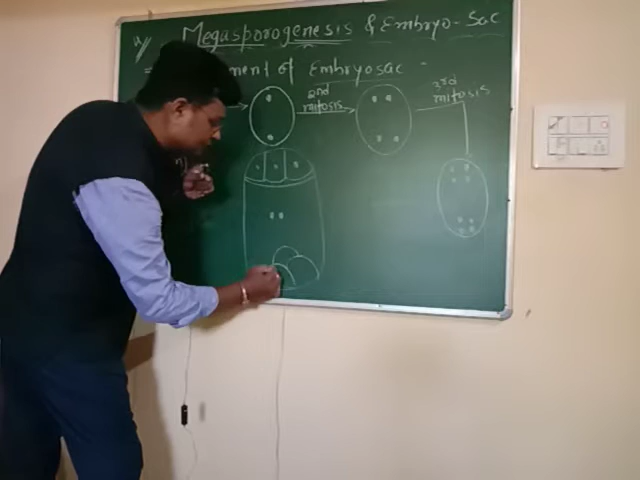 Megasporogenesis & Embryo-Sac
ment of Embryosac -
2nd
mitosis
3rd
mitosis